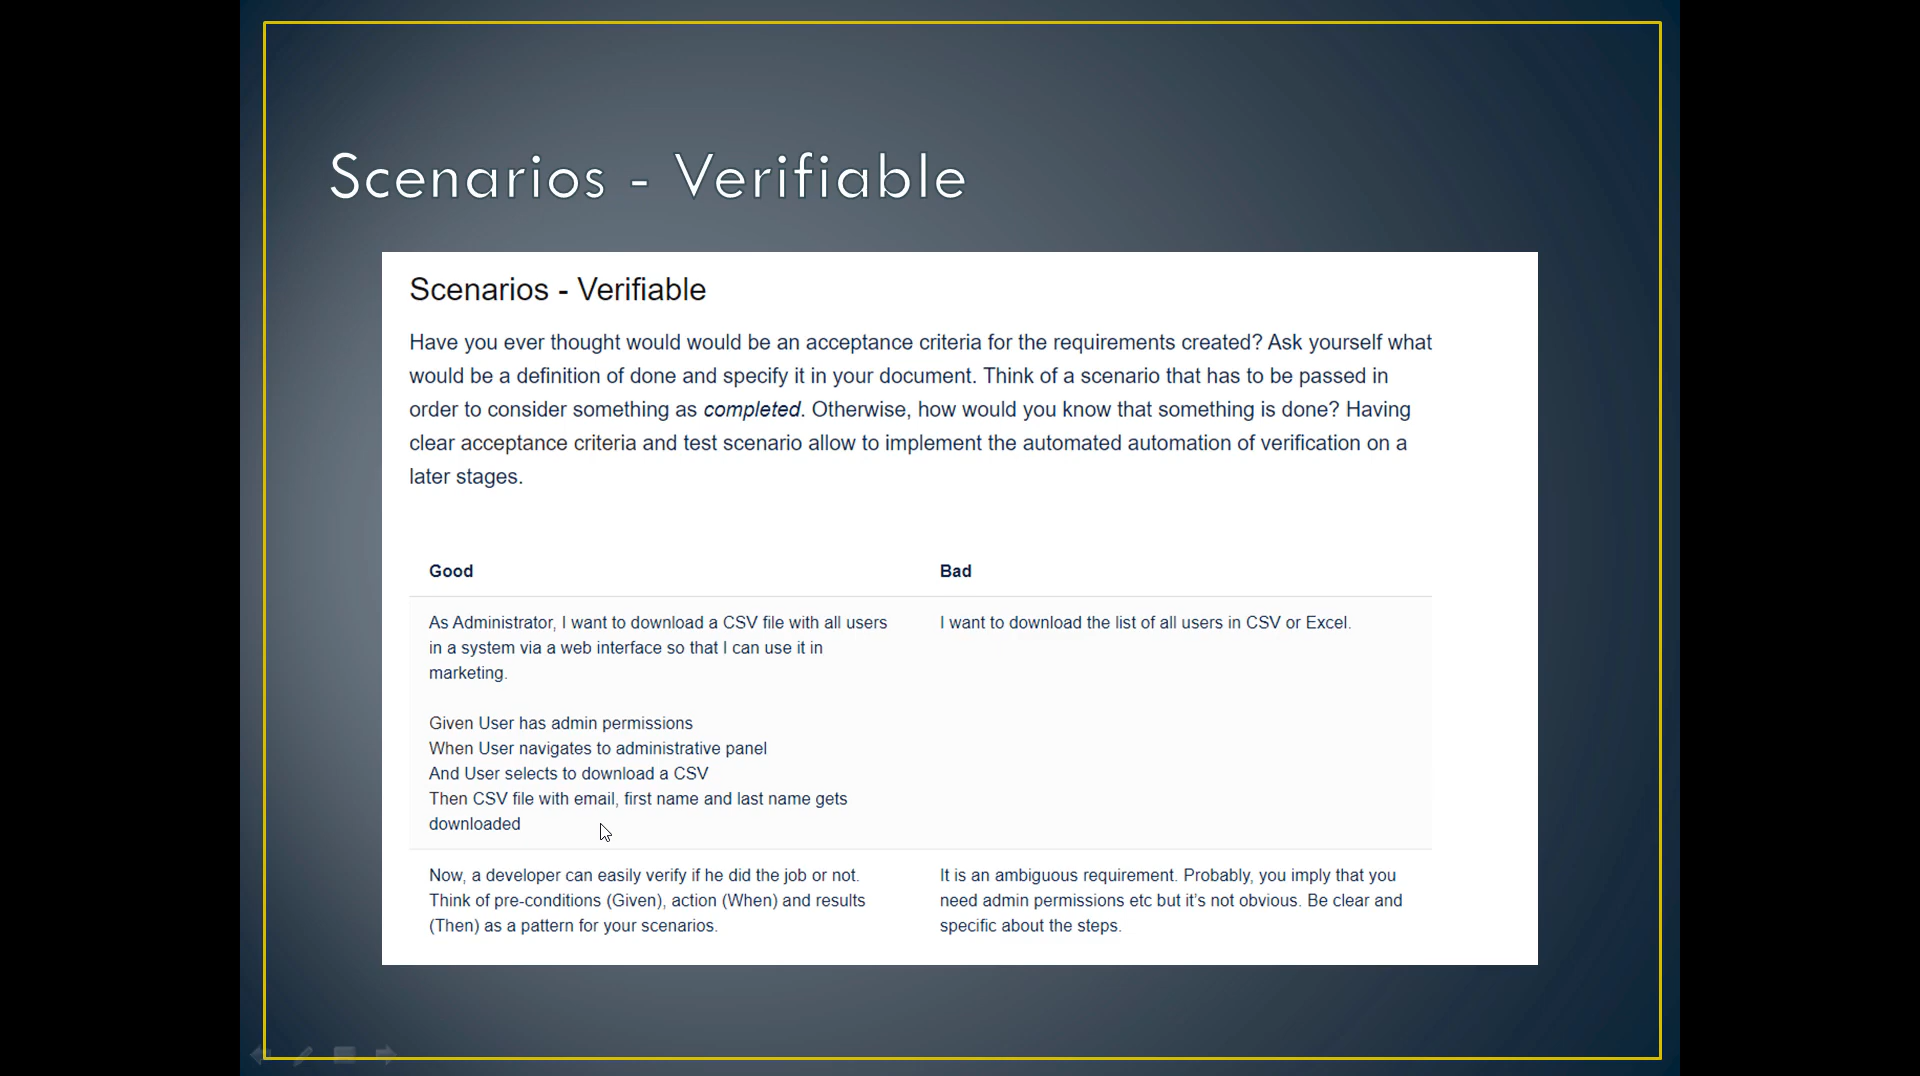 Scenarios - Verifiable
Scenarios - Verifiable
Have you ever thought would would be an acceptance criteria for the requirements created? Ask yourself what
would be a definition of done and specify it in your document. Think of a scenario that has to be passed in
order to consider something as completed. Otherwise, how would you know that something is done? Having
clear acceptance criteria and test scenario allow to implement the automated automation of verification on a
later stages.
Good
As Administrator, I want to download a CSV file with all users
in a system via a web interface so that I can use it in
marketing.
Given User has admin permissions
When User navigates to administrative panel
And User selects to download a CSV
Then CSV file with email, first name and last name gets
downloaded
Now, a developer can easily verify if he did the job or not.
Think of pre-conditions (Given), action (When) and results
(Then) as a pattern for your scenarios.
Bad
I want to download the list of all users in CSV or Excel.
It is an ambiguous requirement. Probably, you imply that you
need admin permissions etc but it's not obvious. Be clear and
specific about the steps.